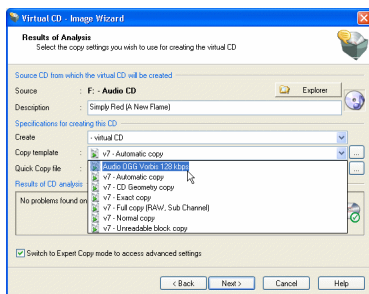 Virtual CD - Image Wizard
Results of Analysis
Select the copy settings you wish to use for creating the virtual CD
Source CD from which the virtual CD will be created
Source : F: - Audio CD Explorer
Description : Simply Red (A New Flame)
Specifications for creating this CD
Create : - virtual CD
Copy template : v7 - Automatic copy ...
Quick Copy file : Audio OGG Vorbis 128 kbps ...
v7 - Automatic copy
Results of CD analysis v7 - CD Geometry copy
No problems found on v7 - Exact copy
v7 - Full copy (RAW, Sub Channel)
v7 - Normal copy
v7 - Unreadable block copy
Switch to Expert Copy mode to access advanced settings
< Back Next > Cancel Help